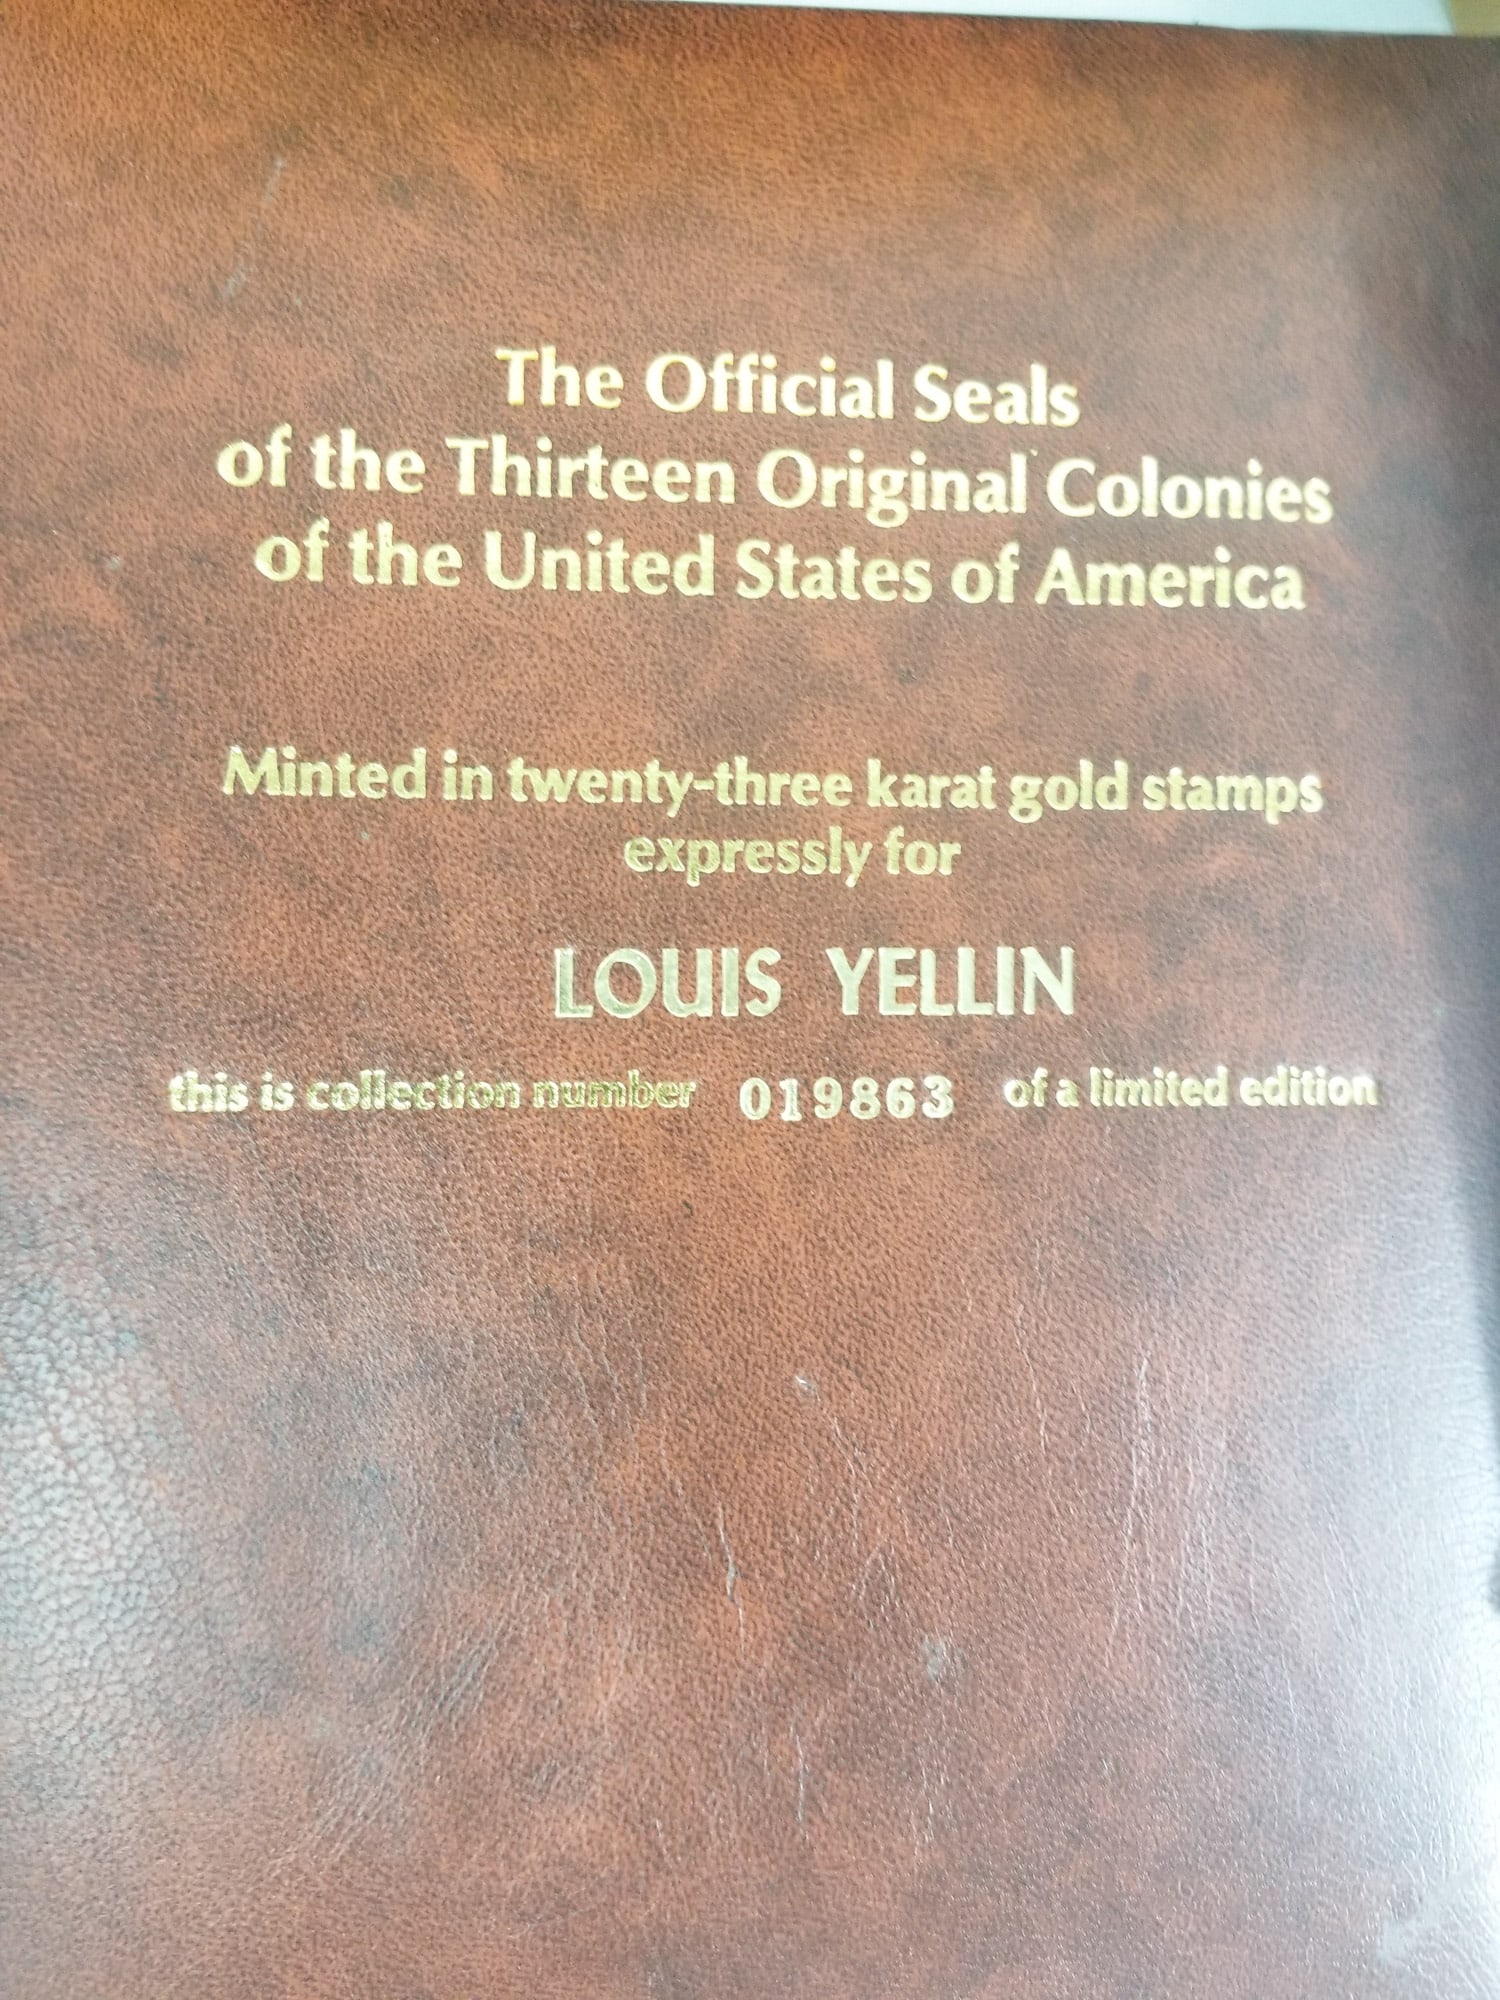 The Official Seals
of the Thirteen Original Colonies
of the United States of America
Minted in twenty-three karat gold stamps
expressly for
LOUIS YELLIN
this is collection number 019863 of a limited edition